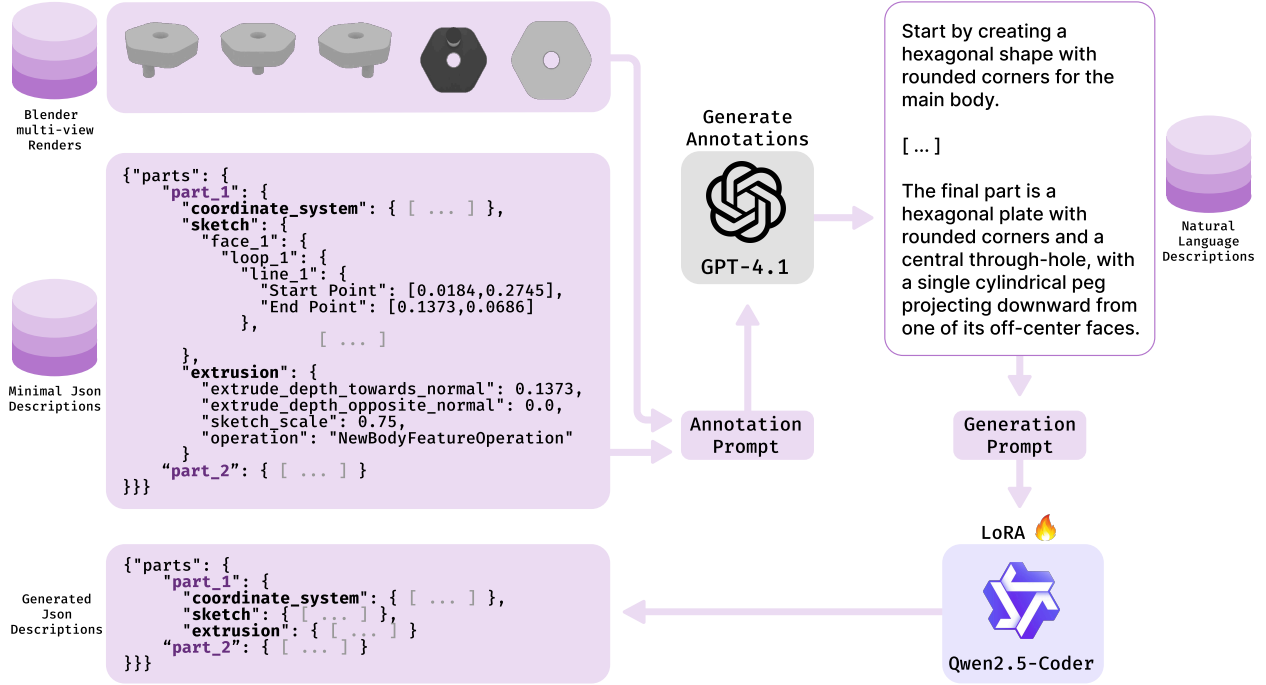 Blender
multi-view
Renders
{"parts": {
"part_1": {
"coordinate_system": { [ ... ] },
"sketch": {
"face_1": {
"loop_1": {
"line_1": {
"Start Point": [0.0184,0.2745],
"End Point": [0.1373,0.0686]
},
[ ... ]
},
"extrusion": {
"extrude_depth_towards_normal": 0.1373,
"extrude_depth_opposite_normal": 0.0,
"sketch_scale": 0.75,
"operation": "NewBodyFeatureOperation"
}
“part_2”: { [ ... ] }
}}}
Minimal Json
Descriptions
Generate
Annotations
GPT-4.1
Annotation
Prompt
Start by creating a
hexagonal shape with
rounded corners for the
main body.
[ ... ]
The final part is a
hexagonal plate with
rounded corners and a
central through-hole, with
a single cylindrical peg
projecting downward from
one of its off-center faces.
Natural
Language
Descriptions
Generation
Prompt
LoRA 🔥
Qwen2.5-Coder
{"parts": {
"part_1": {
"coordinate_system": { [ ... ] },
"sketch": { [ ... ] },
"extrusion": { [ ... ] }
“part_2”: { [ ... ] }
}}}
Generated
Json
Descriptions